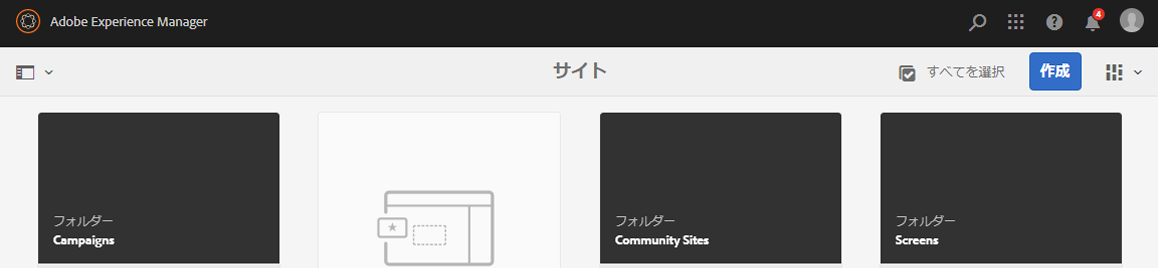 Adobe Experience Manager
4
サイト
すべてを選択
作成
フォルダー
Campaigns
フォルダー
Community Sites
フォルダー
Screens